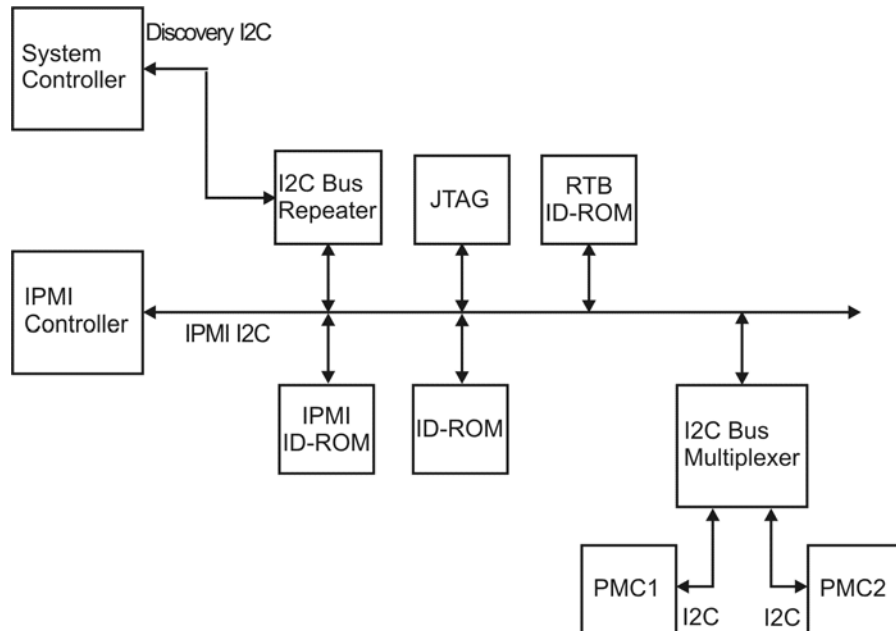 Discovery I2C
System
Controller
I2C Bus
Repeater
JTAG
RTB
ID-ROM
IPMI
Controller
IPMI I2C
IPMI
ID-ROM
ID-ROM
I2C Bus
Multiplexer
PMC1
I2C
I2C
PMC2